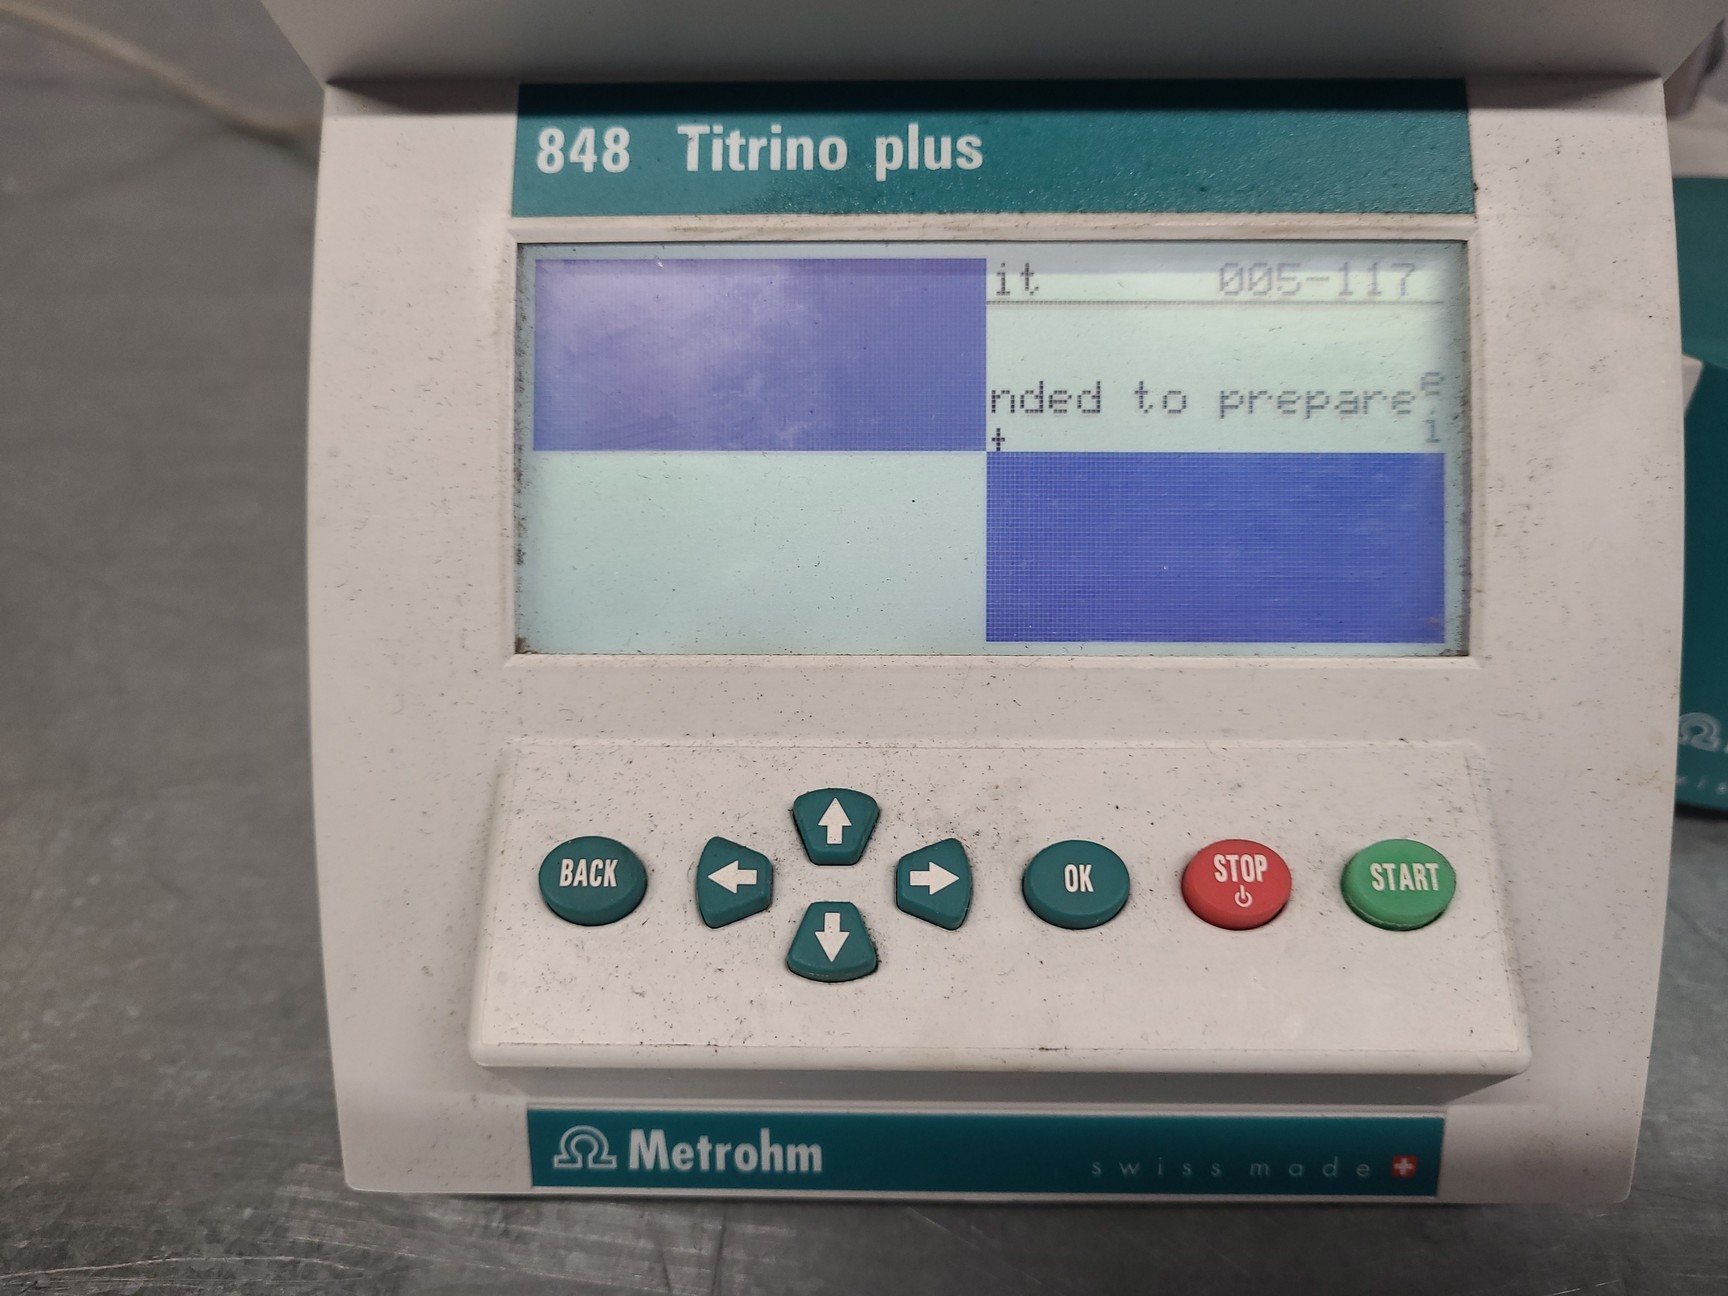 848 Titrino plus
it 005-117
nded to prepare
e
i
t
BACK
OK
STOP
START
Metrohm
swiss made